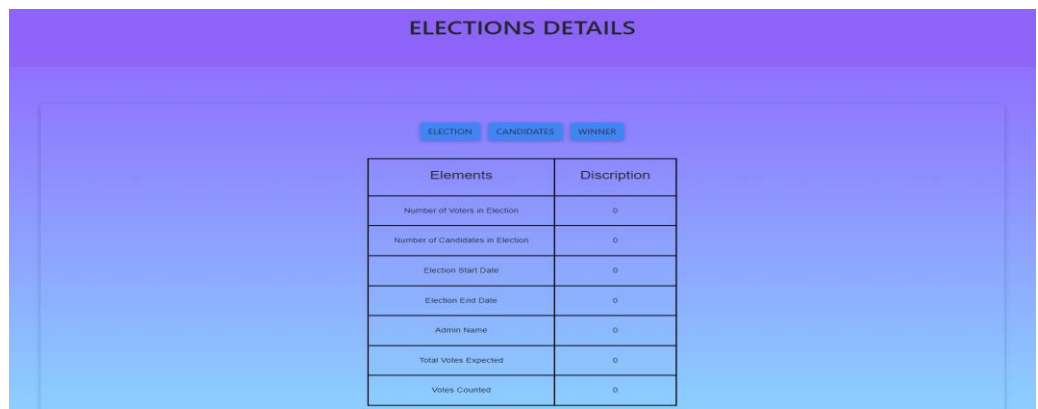 ELECTIONS DETAILS
ELECTION CANDIDATES WINNER
Elements Discription
Number of Voters in Election 0
Number of Candidates in Election 0
Election Start Date 0
Election End Date 0
Admin Name 0
Total Votes Expected 0
Votes Counted 0